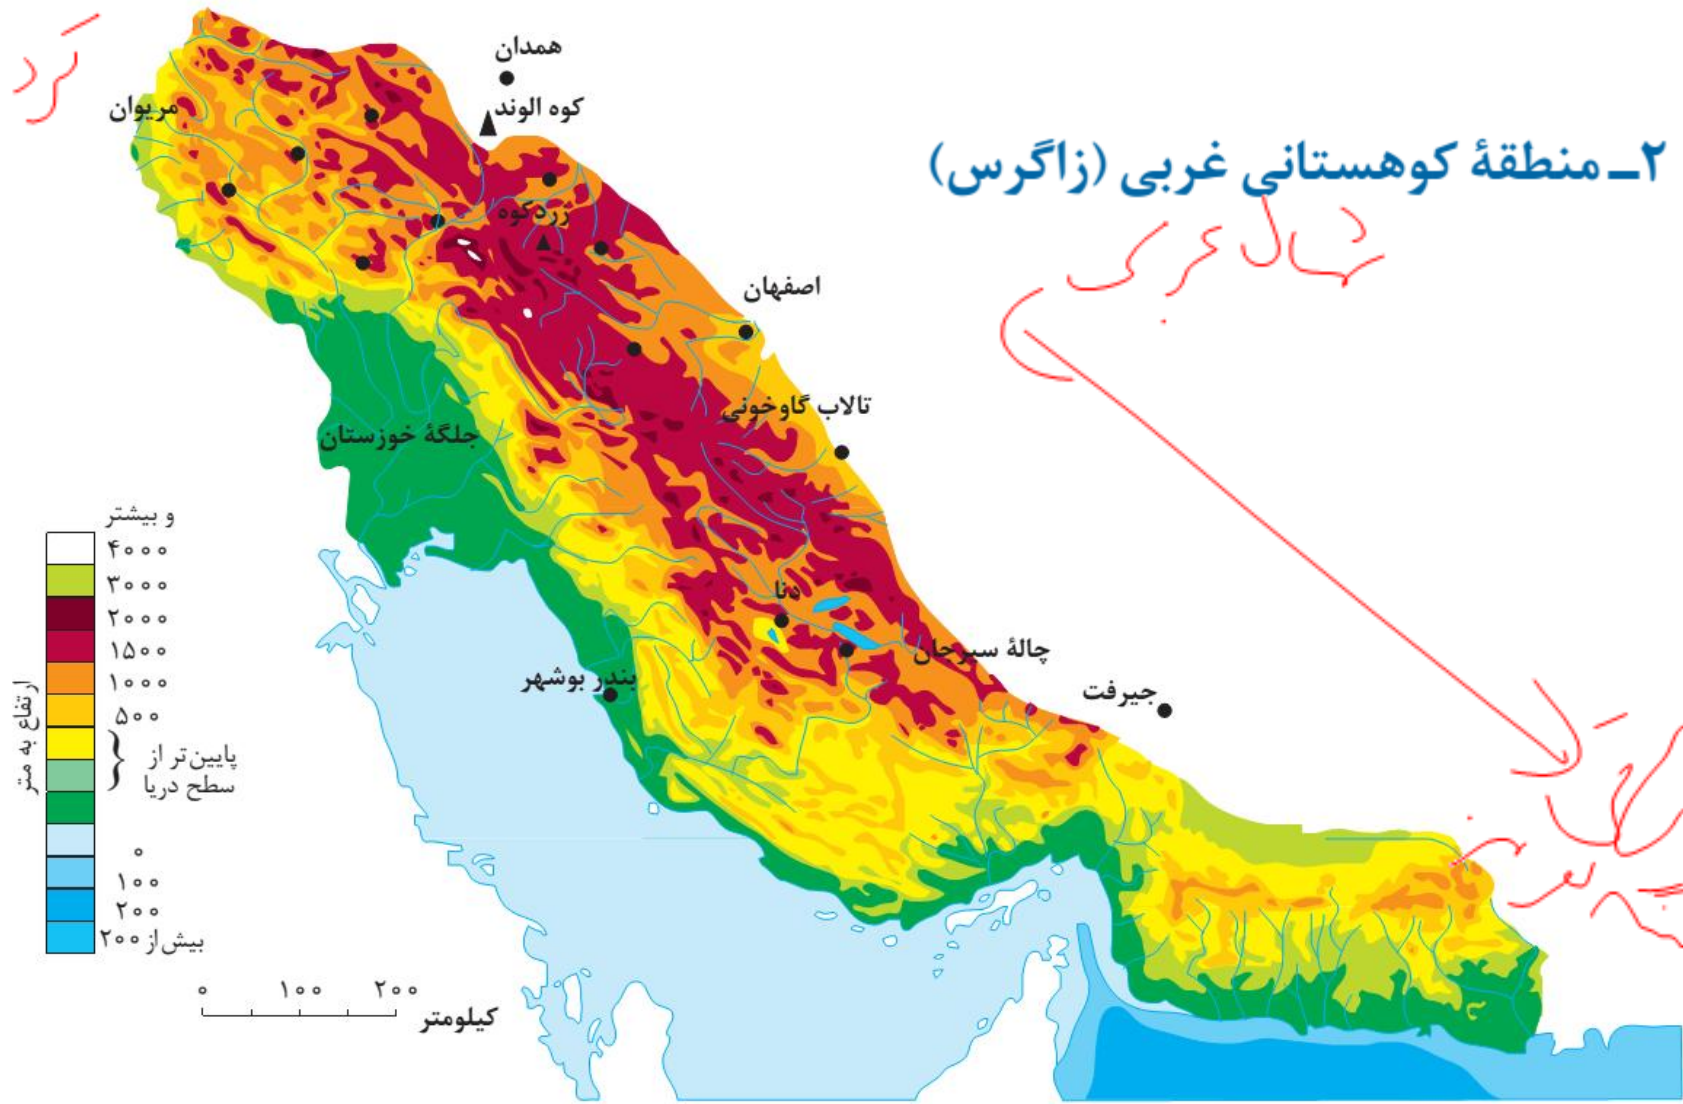 ۲ـ منطقهٔ کوهستانی غربی (زاگرس)
شمال غربی
کرد
همدان
کوه الوند
مریوان
زردکوه
اصفهان
تالاب گاوخونی
جلگهٔ خوزستان
دنا
چالهٔ سیرجان
بندر بوشهر
جیرفت
و بیشتر
۴۰۰۰
۳۰۰۰
۲۰۰۰
۱۵۰۰
۱۰۰۰
۵۰۰
پایین‌تر از
سطح دریا
۰
۱۰۰
۲۰۰
بیش از ۲۰۰
ارتفاع به متر
۰ ۱۰۰ ۲۰۰
کیلومتر